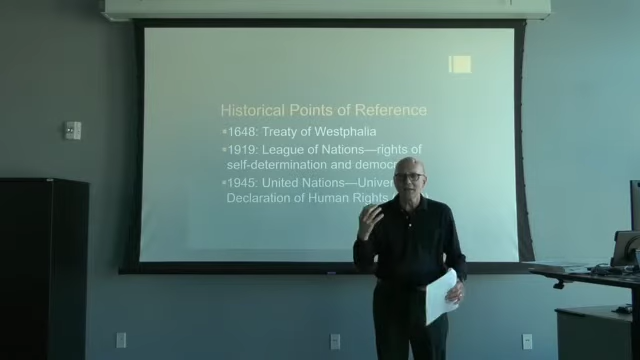 Historical Points of Reference
▪1648: Treaty of Westphalia
▪1919: League of Nations—rights of
self-determination and
▪1945: United Nations—
Declaration of Human Rights